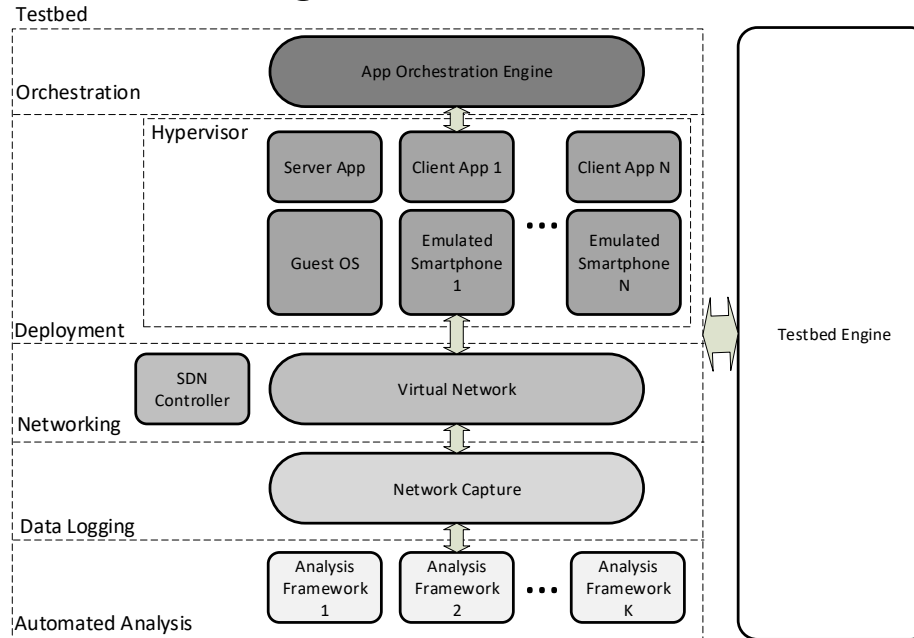 Testbed
App Orchestration Engine
Orchestration
Hypervisor
Server App
Client App 1
Client App N
Guest OS
Emulated
Smartphone
1
...
Emulated
Smartphone
N
Deployment
Testbed Engine
SDN
Controller
Virtual Network
Networking
Network Capture
Data Logging
Analysis
Framework
1
Analysis
Framework
2
...
Analysis
Framework
K
Automated Analysis